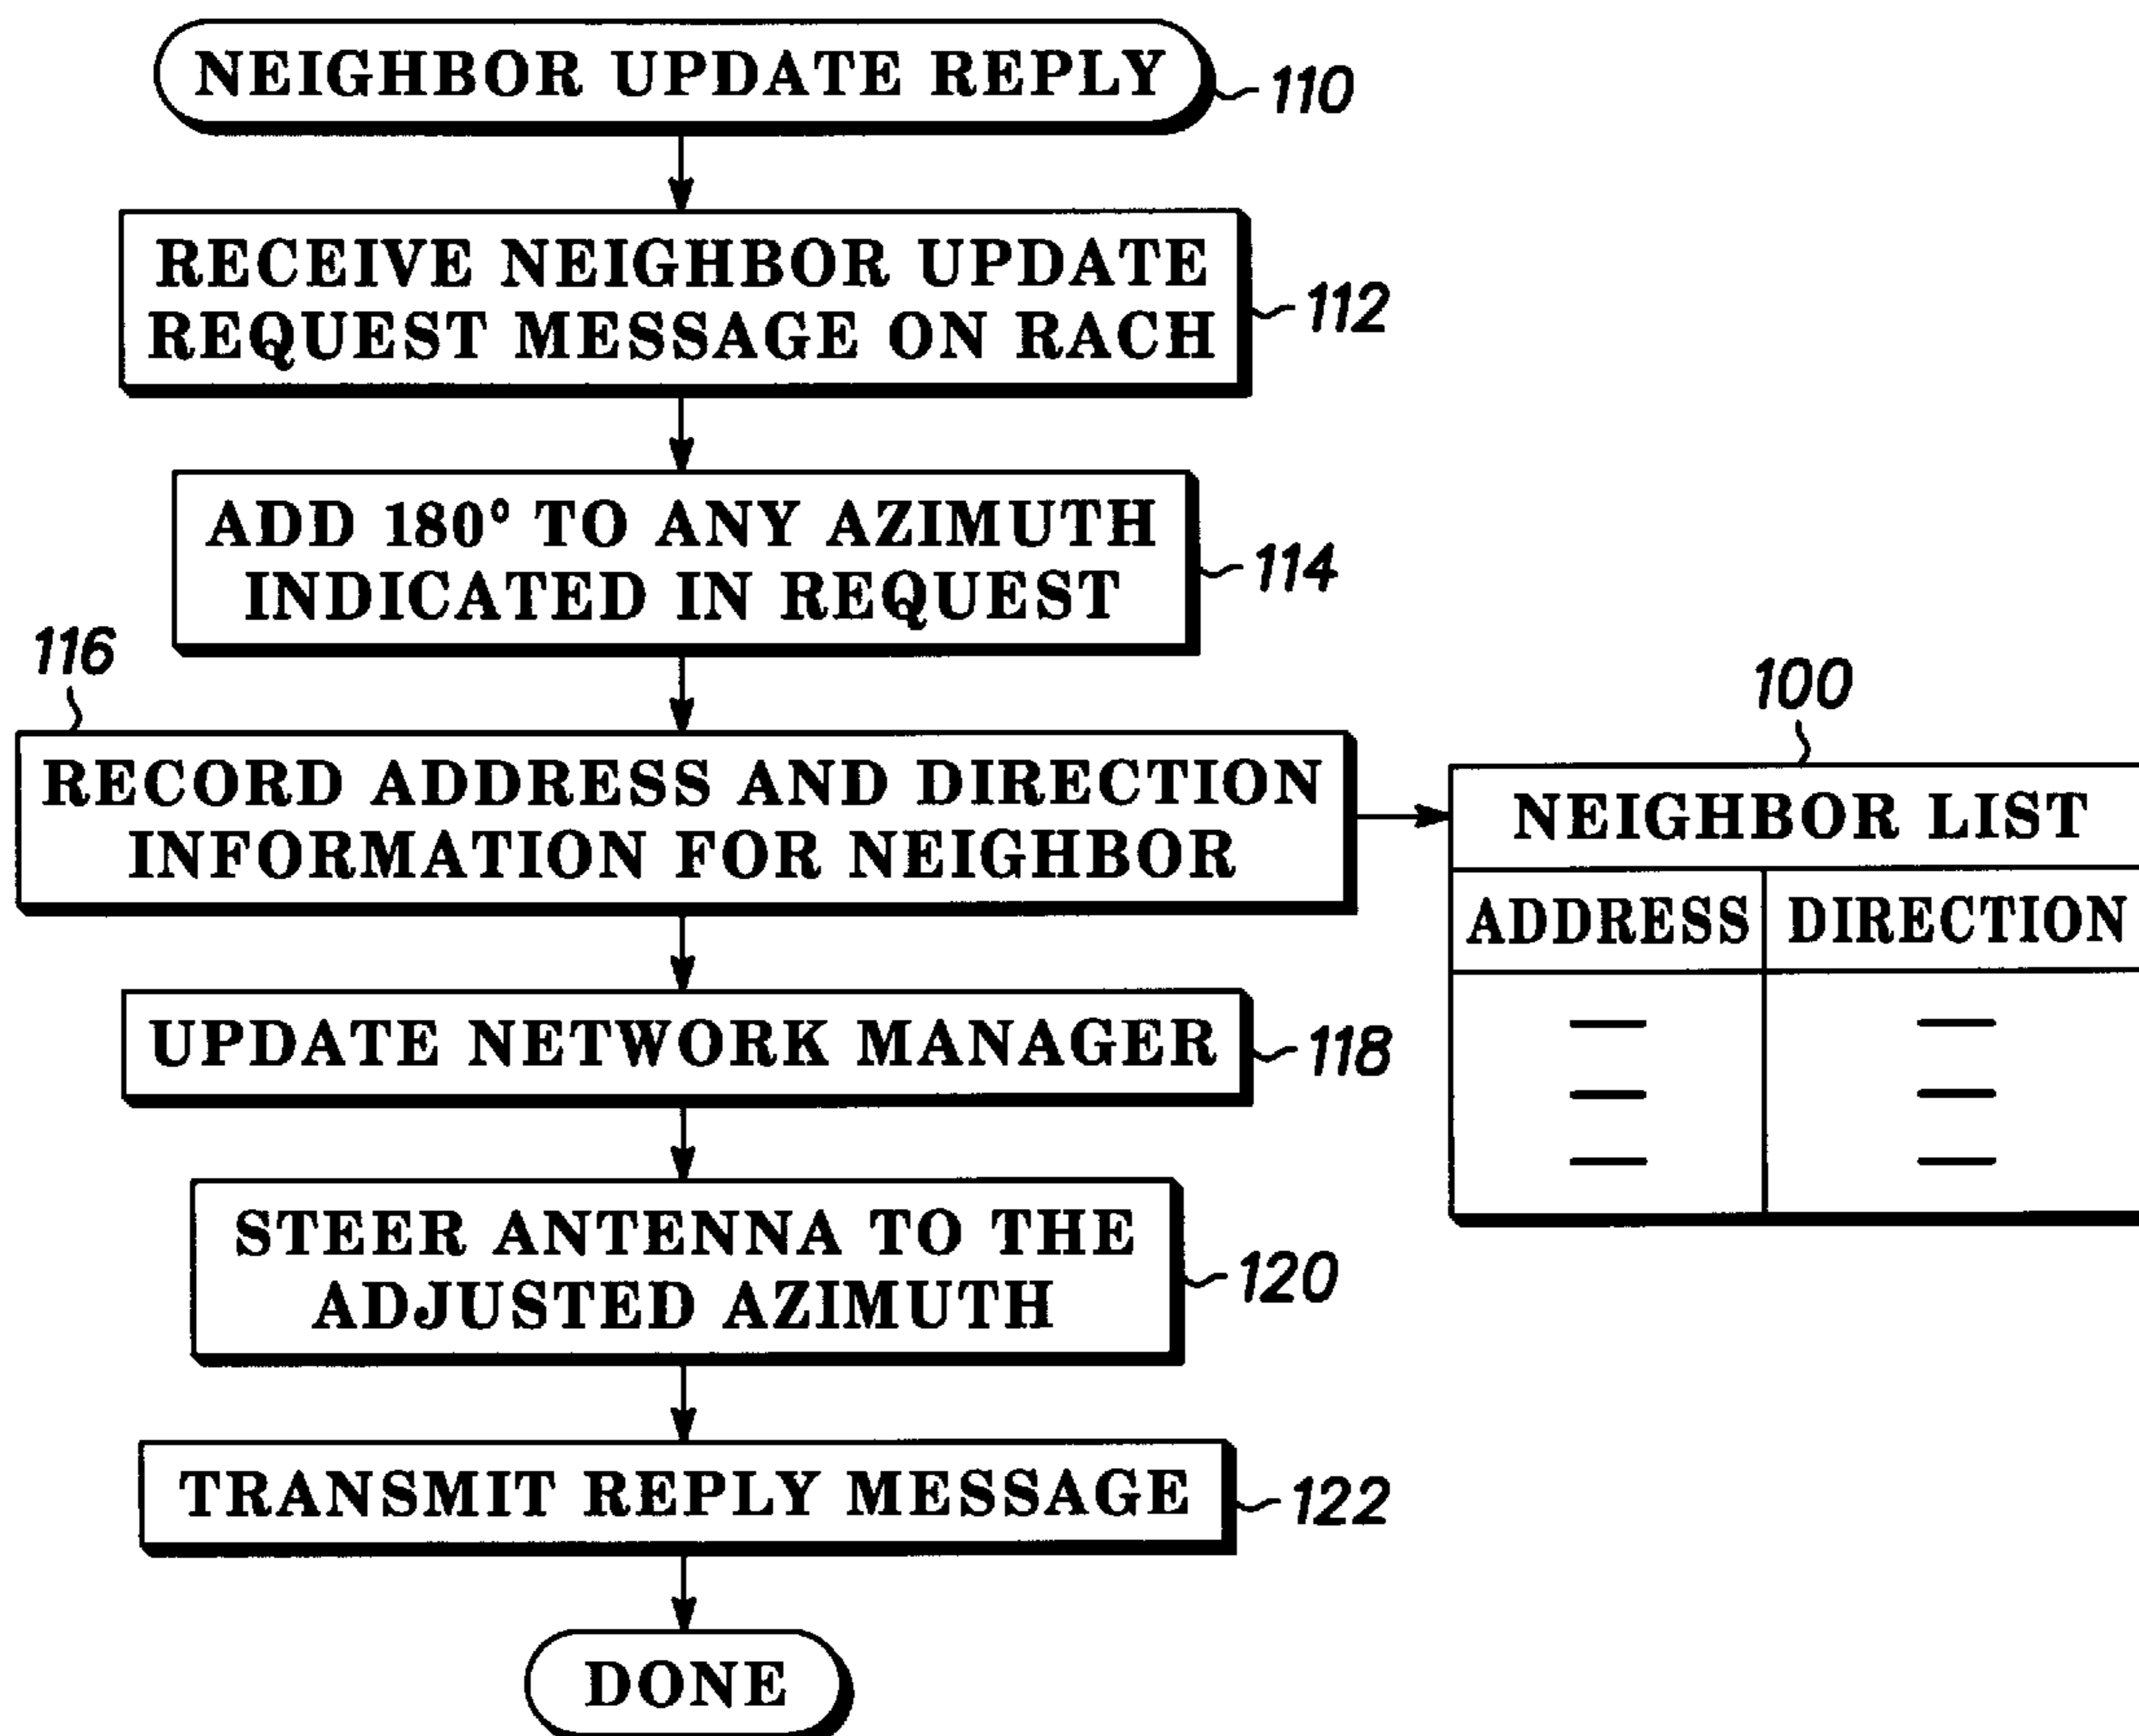 NEIGHBOR UPDATE REPLY
110
RECEIVE NEIGHBOR UPDATE
REQUEST MESSAGE ON RACH
112
ADD 180° TO ANY AZIMUTH
INDICATED IN REQUEST
114
116
RECORD ADDRESS AND DIRECTION
INFORMATION FOR NEIGHBOR
100
NEIGHBOR LIST
ADDRESS DIRECTION
UPDATE NETWORK MANAGER
118
STEER ANTENNA TO THE
ADJUSTED AZIMUTH
120
TRANSMIT REPLY MESSAGE
122
DONE